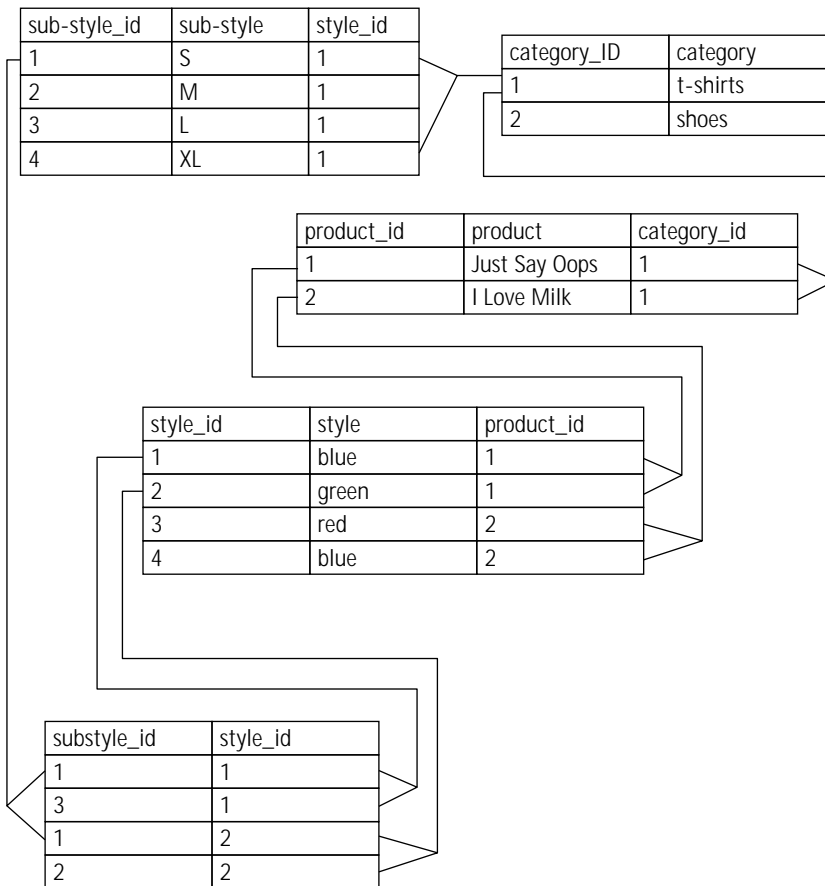 sub-style_id sub-style style_id
1 S 1
2 M 1
3 L 1
4 XL 1
category_ID category
1 t-shirts
2 shoes
product_id product category_id
1 Just Say Oops 1
2 I Love Milk 1
style_id style product_id
1 blue 1
2 green 1
3 red 2
4 blue 2
substyle_id style_id
1 1
3 1
1 2
2 2